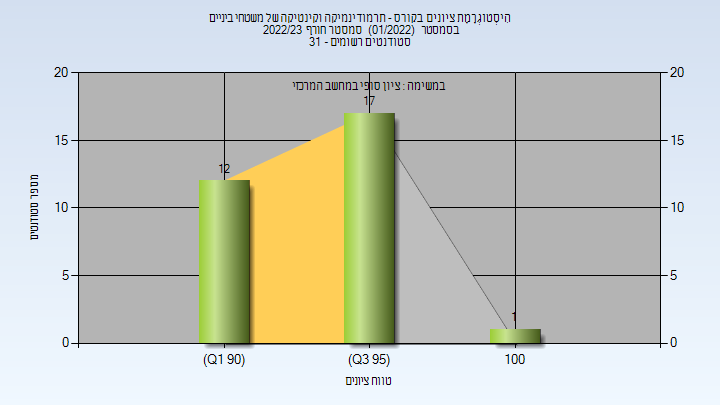 הִיסְטוֹגְרָמַת ציונים בקורס - תרמודינמיקה וקינטיקה של משטחי ביניים
בסמסטר (01/2022) סמסטר חורף 2022/23
סטודנטים רשומים - 31
במשימה : ציון סופי במחשב המרכזי
20
15
10
5
0
20
15
10
5
0
12
17
1
מספר סטודנטים
(Q1 90)
(Q3 95)
100
טווח ציונים